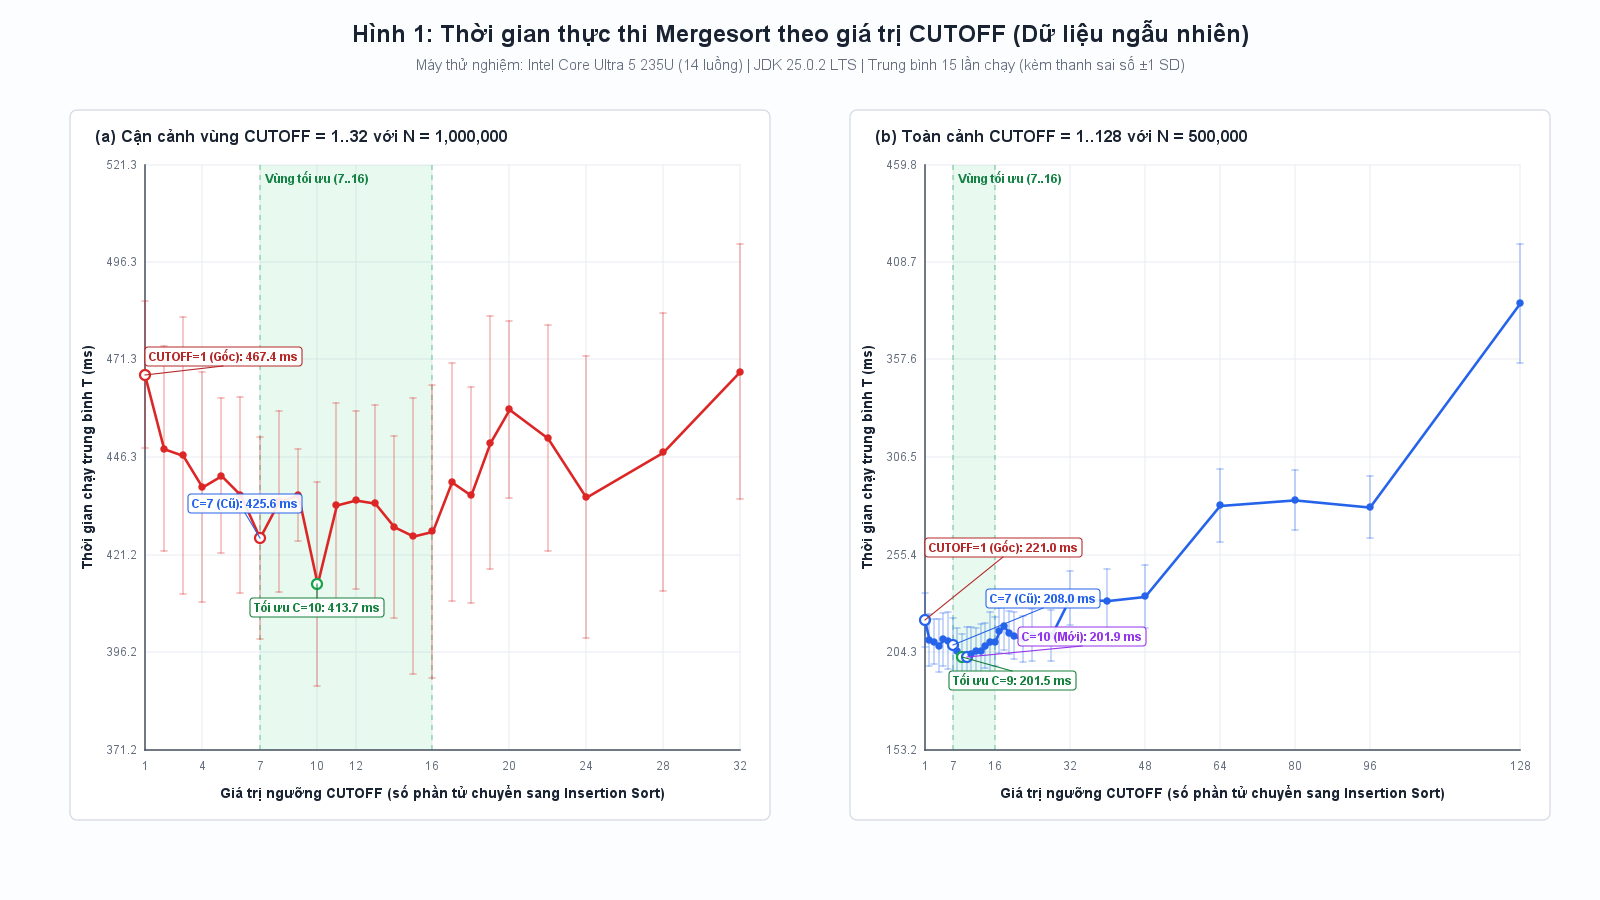 Hình 1: Thời gian thực thi Mergesort theo giá trị CUTOFF (Dữ liệu ngẫu nhiên)
Máy thử nghiệm: Intel Core Ultra 5 235U (14 luồng) | JDK 25.0.2 LTS | Trung bình 15 lần chạy (kèm thanh sai số ±1 SD)
(a) Cận cảnh vùng CUTOFF = 1..32 với N = 1,000,000
521.3
496.3
471.3
446.3
421.2
396.2
371.2
Thời gian chạy trung bình T (ms)
Vùng tối ưu (7..16)
CUTOFF=1 (Gốc): 467.4 ms
C=7 (Cũ): 425.6 ms
Tối ưu C=10: 413.7 ms
1 4 7 10 12 16 20 24 28 32
Giá trị ngưỡng CUTOFF (số phần tử chuyển sang Insertion Sort)
(b) Toàn cảnh CUTOFF = 1..128 với N = 500,000
459.8
408.7
357.6
306.5
255.4
204.3
153.2
Thời gian chạy trung bình T (ms)
Vùng tối ưu (7..16)
CUTOFF=1 (Gốc): 221.0 ms
C=7 (Cũ): 208.0 ms
C=10 (Mới): 201.9 ms
Tối ưu C=9: 201.5 ms
1 7 16 32 48 64 80 96 128
Giá trị ngưỡng CUTOFF (số phần tử chuyển sang Insertion Sort)